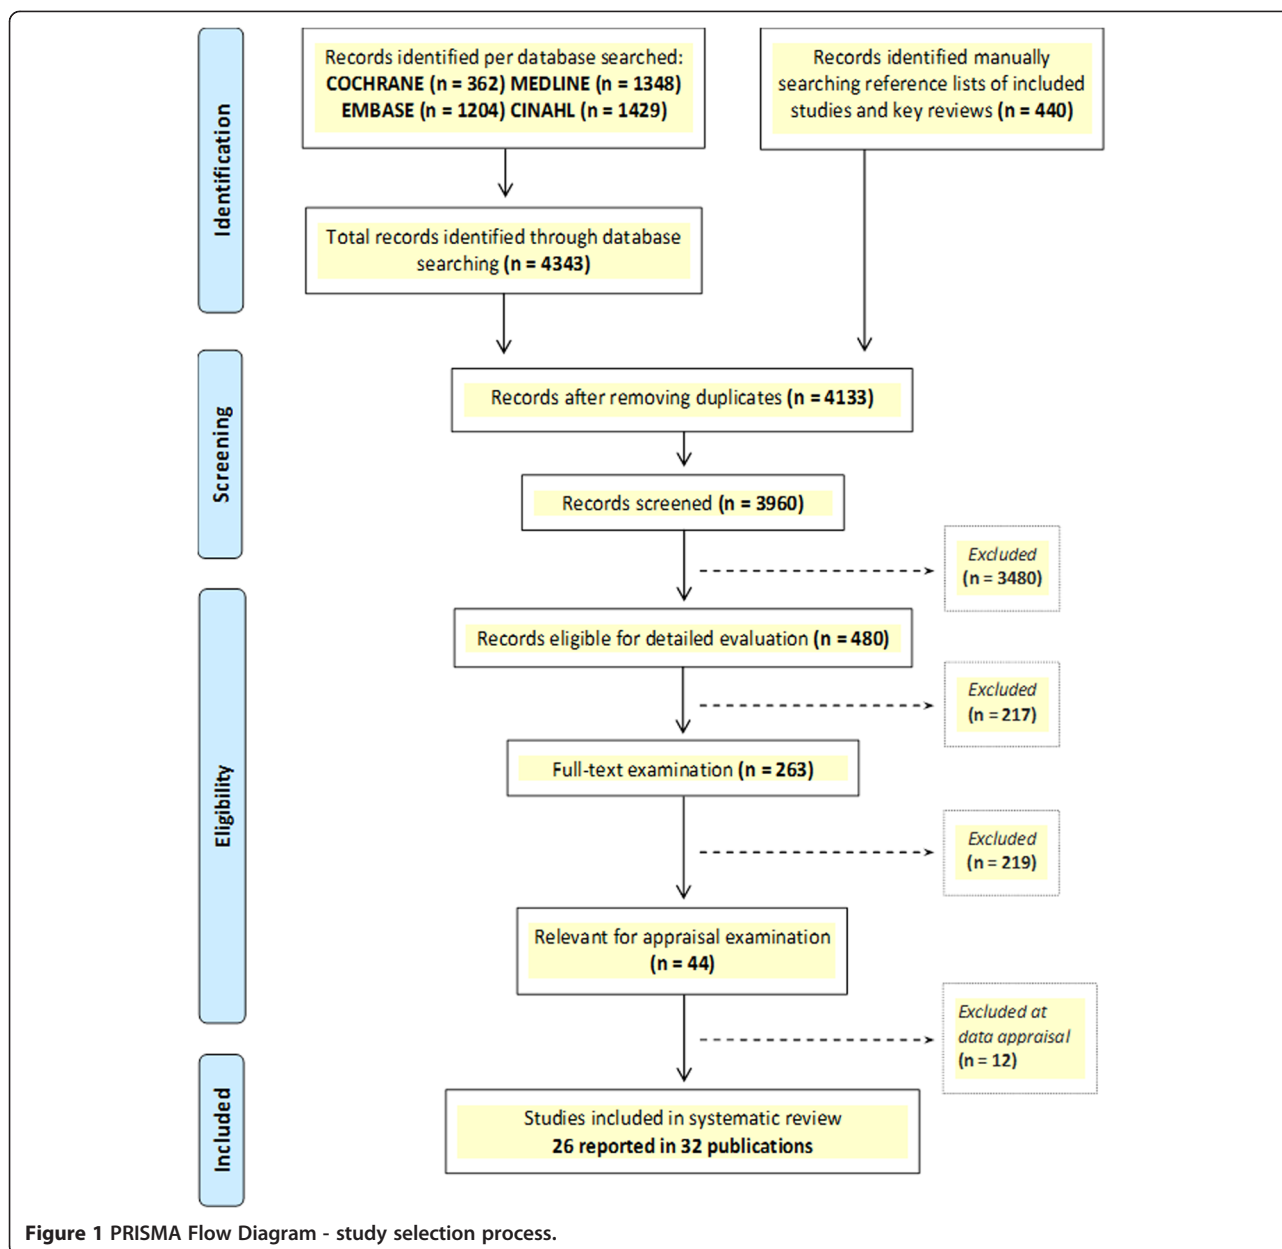 Identification
Records identified per database searched:
COCHRANE (n = 362) MEDLINE (n = 1348)
EMBASE (n = 1204) CINAHL (n = 1429)
Records identified manually
searching reference lists of included
studies and key reviews (n = 440)
Total records identified through database
searching (n = 4343)
Screening
Records after removing duplicates (n = 4133)
Records screened (n = 3960)
Excluded
(n = 3480)
Eligibility
Records eligible for detailed evaluation (n = 480)
Excluded
(n = 217)
Full-text examination (n = 263)
Excluded
(n = 219)
Relevant for appraisal examination
(n = 44)
Excluded at
data appraisal
(n = 12)
Included
Studies included in systematic review
26 reported in 32 publications
Figure 1 PRISMA Flow Diagram - study selection process.